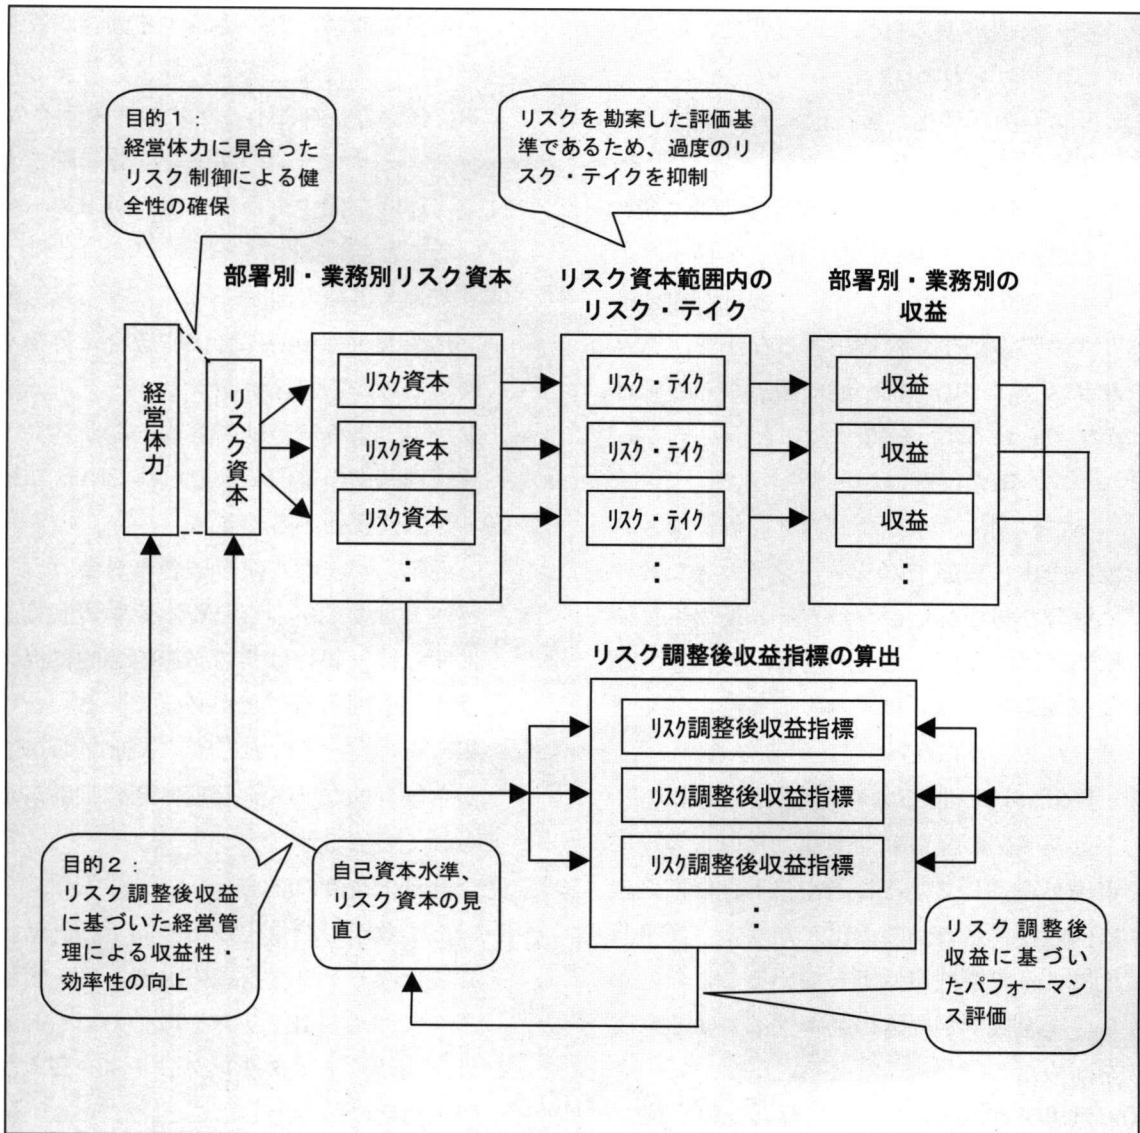 目的１：
経営体力に見合った
リスク制御による健
全性の確保
リスクを勘案した評価基
準であるため、過度のリ
スク・テイクを抑制
部署別・業務別リスク資本
リスク資本範囲内の
リスク・テイク
部署別・業務別の
収益
経営体力
リスク資本
ﾘｽｸ資本
ﾘｽｸ資本
ﾘｽｸ資本
：
ﾘｽｸ・ﾃｲｸ
ﾘｽｸ・ﾃｲｸ
ﾘｽｸ・ﾃｲｸ
：
収益
収益
収益
：
リスク調整後収益指標の算出
ﾘｽｸ調整後収益指標
ﾘｽｸ調整後収益指標
ﾘｽｸ調整後収益指標
：
目的２：
リスク調整後収益
に基づいた経営管
理による収益性・
効率性の向上
自己資本水準、
リスク資本の見
直し
リスク調整後
収益に基づい
たパフォーマン
ス評価